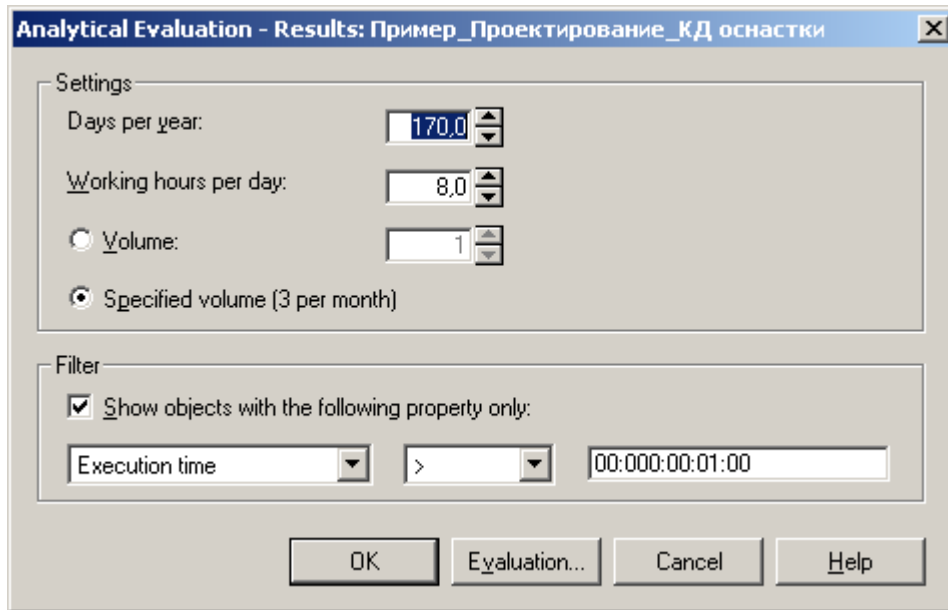 Analytical Evaluation - Results: Пример_Проектирование_КД оснастки
Settings
Days per year: 170,0
Working hours per day: 8,0
Volume: 1
Specified volume (3 per month)
Filter
Show objects with the following property only:
Execution time > 00:000:00:01:00
OK Evaluation... Cancel Help